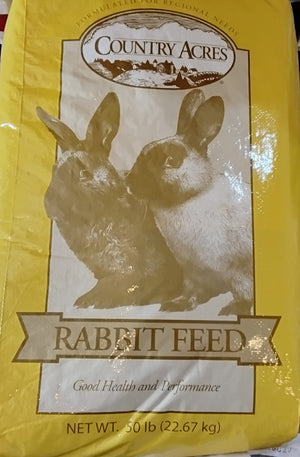 FORMULATED FOR REGIONAL NEEDS
COUNTRY ACRES
RABBIT FEED
Good Health and Performance
NET WT. 50 lb (22.67 kg)